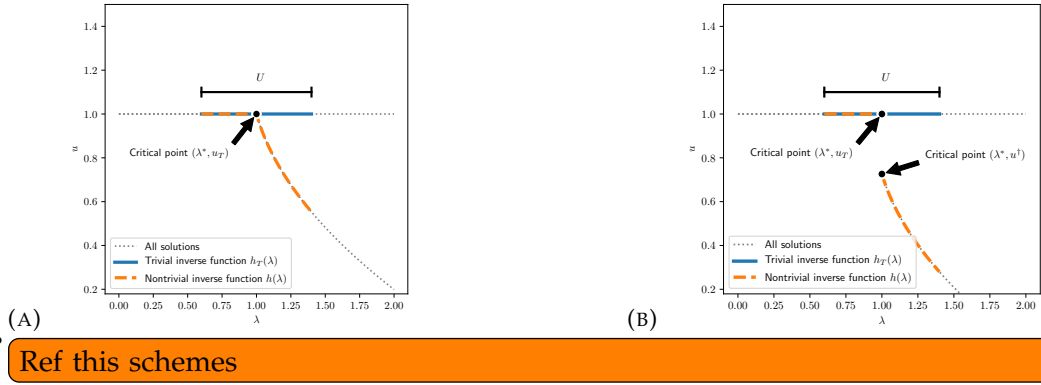 1.4
1.2
1.0
0.8
0.6
0.4
0.2
u
U
Critical point (λ*, u_T)
All solutions
Trivial inverse function h_T(λ)
Nontrivial inverse function h(λ)
0.00 0.25 0.50 0.75 1.00 1.25 1.50 1.75 2.00
λ
(A)
1.4
1.2
1.0
0.8
0.6
0.4
0.2
u
U
Critical point (λ*, u_T)
Critical point (λ*, u†)
All solutions
Trivial inverse function h_T(λ)
Nontrivial inverse function h(λ)
0.00 0.25 0.50 0.75 1.00 1.25 1.50 1.75 2.00
λ
(B)
Ref this schemes